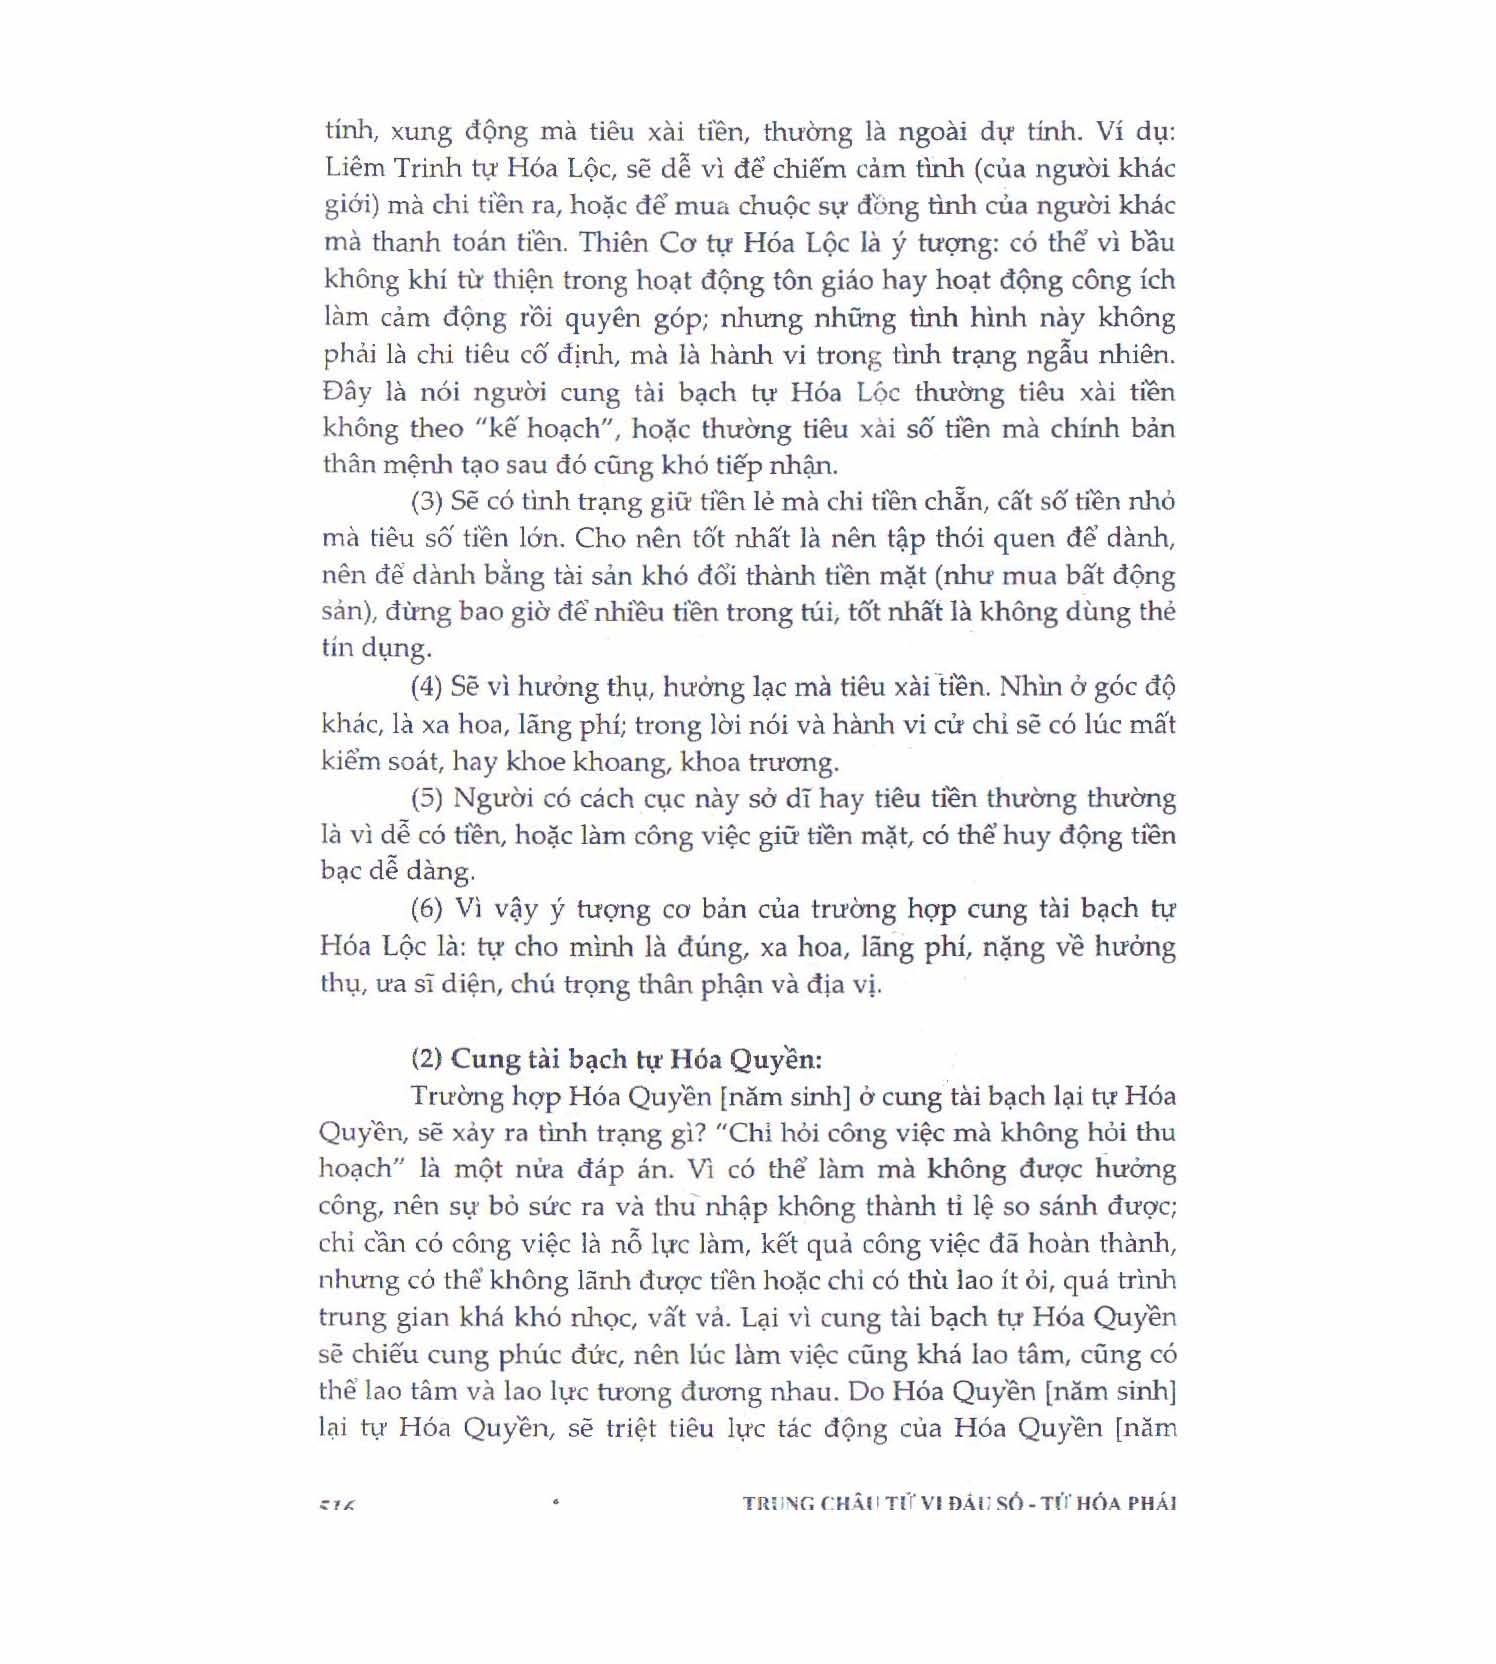 tính, xung động mà tiêu xài tiền, thường là ngoài dự tính. Ví dụ:
Liêm Trinh tự Hóa Lộc, sẽ dễ vì để chiếm cảm tình (của người khác
giới) mà chi tiền ra, hoặc để mua chuộc sự đồng tình của người khác
mà thanh toán tiền. Thiên Cơ tự Hóa Lộc là ý tượng: có thể vì bầu
không khí từ thiện trong hoạt động tôn giáo hay hoạt động công ích
làm cảm động rồi quyên góp; nhưng những tình hình này không
phải là chi tiêu cố định, mà là hành vi trong tình trạng ngẫu nhiên.
Đây là nói người cung tài bạch tự Hóa Lộc thường tiêu xài tiền
không theo "kế hoạch", hoặc thường tiêu xài số tiền mà chính bản
thân mệnh tạo sau đó cũng khó tiếp nhận.
(3) Sẽ có tình trạng giữ tiền lẻ mà chi tiền chẵn, cất số tiền nhỏ
mà tiêu số tiền lớn. Cho nên tốt nhất là nên tập thói quen để dành,
nên để dành bằng tài sản khó đổi thành tiền mặt (như mua bất động
sản), đừng bao giờ để nhiều tiền trong túi, tốt nhất là không dùng thẻ
tín dụng.
(4) Sẽ vì hưởng thụ, hưởng lạc mà tiêu xài tiền. Nhìn ở góc độ
khác, là xa hoa, lãng phí; trong lời nói và hành vi cử chỉ sẽ có lúc mất
kiểm soát, hay khoe khoang, khoa trương.
(5) Người có cách cục này sở dĩ hay tiêu tiền thường thường
là vì dễ có tiền, hoặc làm công việc giữ tiền mặt, có thể huy động tiền
bạc dễ dàng.
(6) Vì vậy ý tượng cơ bản của trường hợp cung tài bạch tự
Hóa Lộc là: tự cho mình là đúng, xa hoa, lãng phí, nặng về hưởng
thụ, ưa sĩ diện, chú trọng thân phận và địa vị.
(2) Cung tài bạch tự Hóa Quyền:
Trường hợp Hóa Quyền [năm sinh] ở cung tài bạch lại tự Hóa
Quyền, sẽ xảy ra tình trạng gì? "Chỉ hỏi công việc mà không hỏi thu
hoạch" là một nửa đáp án. Vì có thể làm mà không được hưởng
công, nên sự bỏ sức ra và thu nhập không thành tỉ lệ so sánh được;
chỉ cần có công việc là nỗ lực làm, kết quả công việc đã hoàn thành,
nhưng có thể không lãnh được tiền hoặc chỉ có thù lao ít ỏi, quá trình
trung gian khá khó nhọc, vất vả. Lại vì cung tài bạch tự Hóa Quyền
sẽ chiếu cung phúc đức, nên lúc làm việc cũng khá lao tâm, cũng có
thể lao tâm và lao lực tương đương nhau. Do Hóa Quyền [năm sinh]
lại tự Hóa Quyền, sẽ triệt tiêu lực tác động của Hóa Quyền [năm
516 TRUNG CHÂU TỬ VI ĐẨU SỐ - TỨ HÓA PHÁI